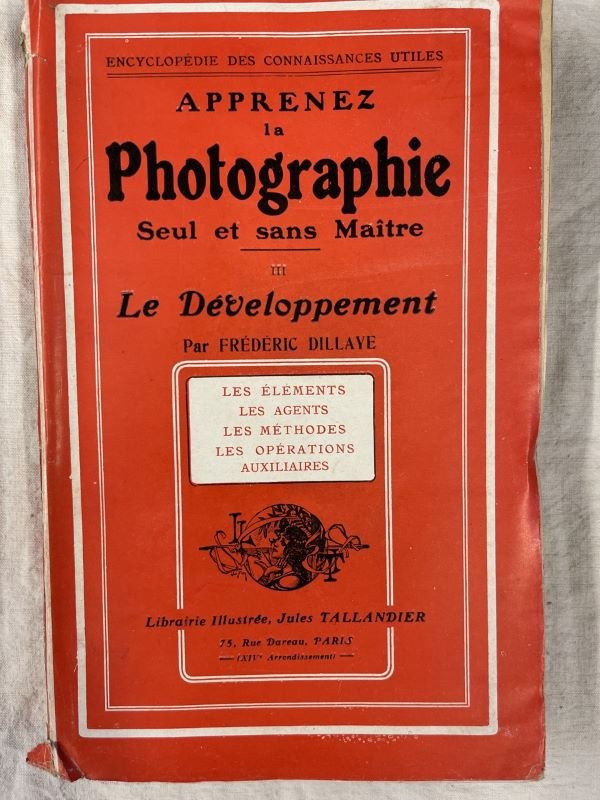 ENCYCLOPÉDIE DES CONNAISSANCES UTILES
APPRENEZ
la
Photographie
Seul et sans Maître
III
Le Développement
Par FRÉDÉRIC DILLAYE
LES ÉLÉMENTS
LES AGENTS
LES MÉTHODES
LES OPÉRATIONS
AUXILIAIRES
Librairie Illustrée, Jules TALLANDIER
75, Rue Dareau, PARIS
(XIVe Arrondissement)